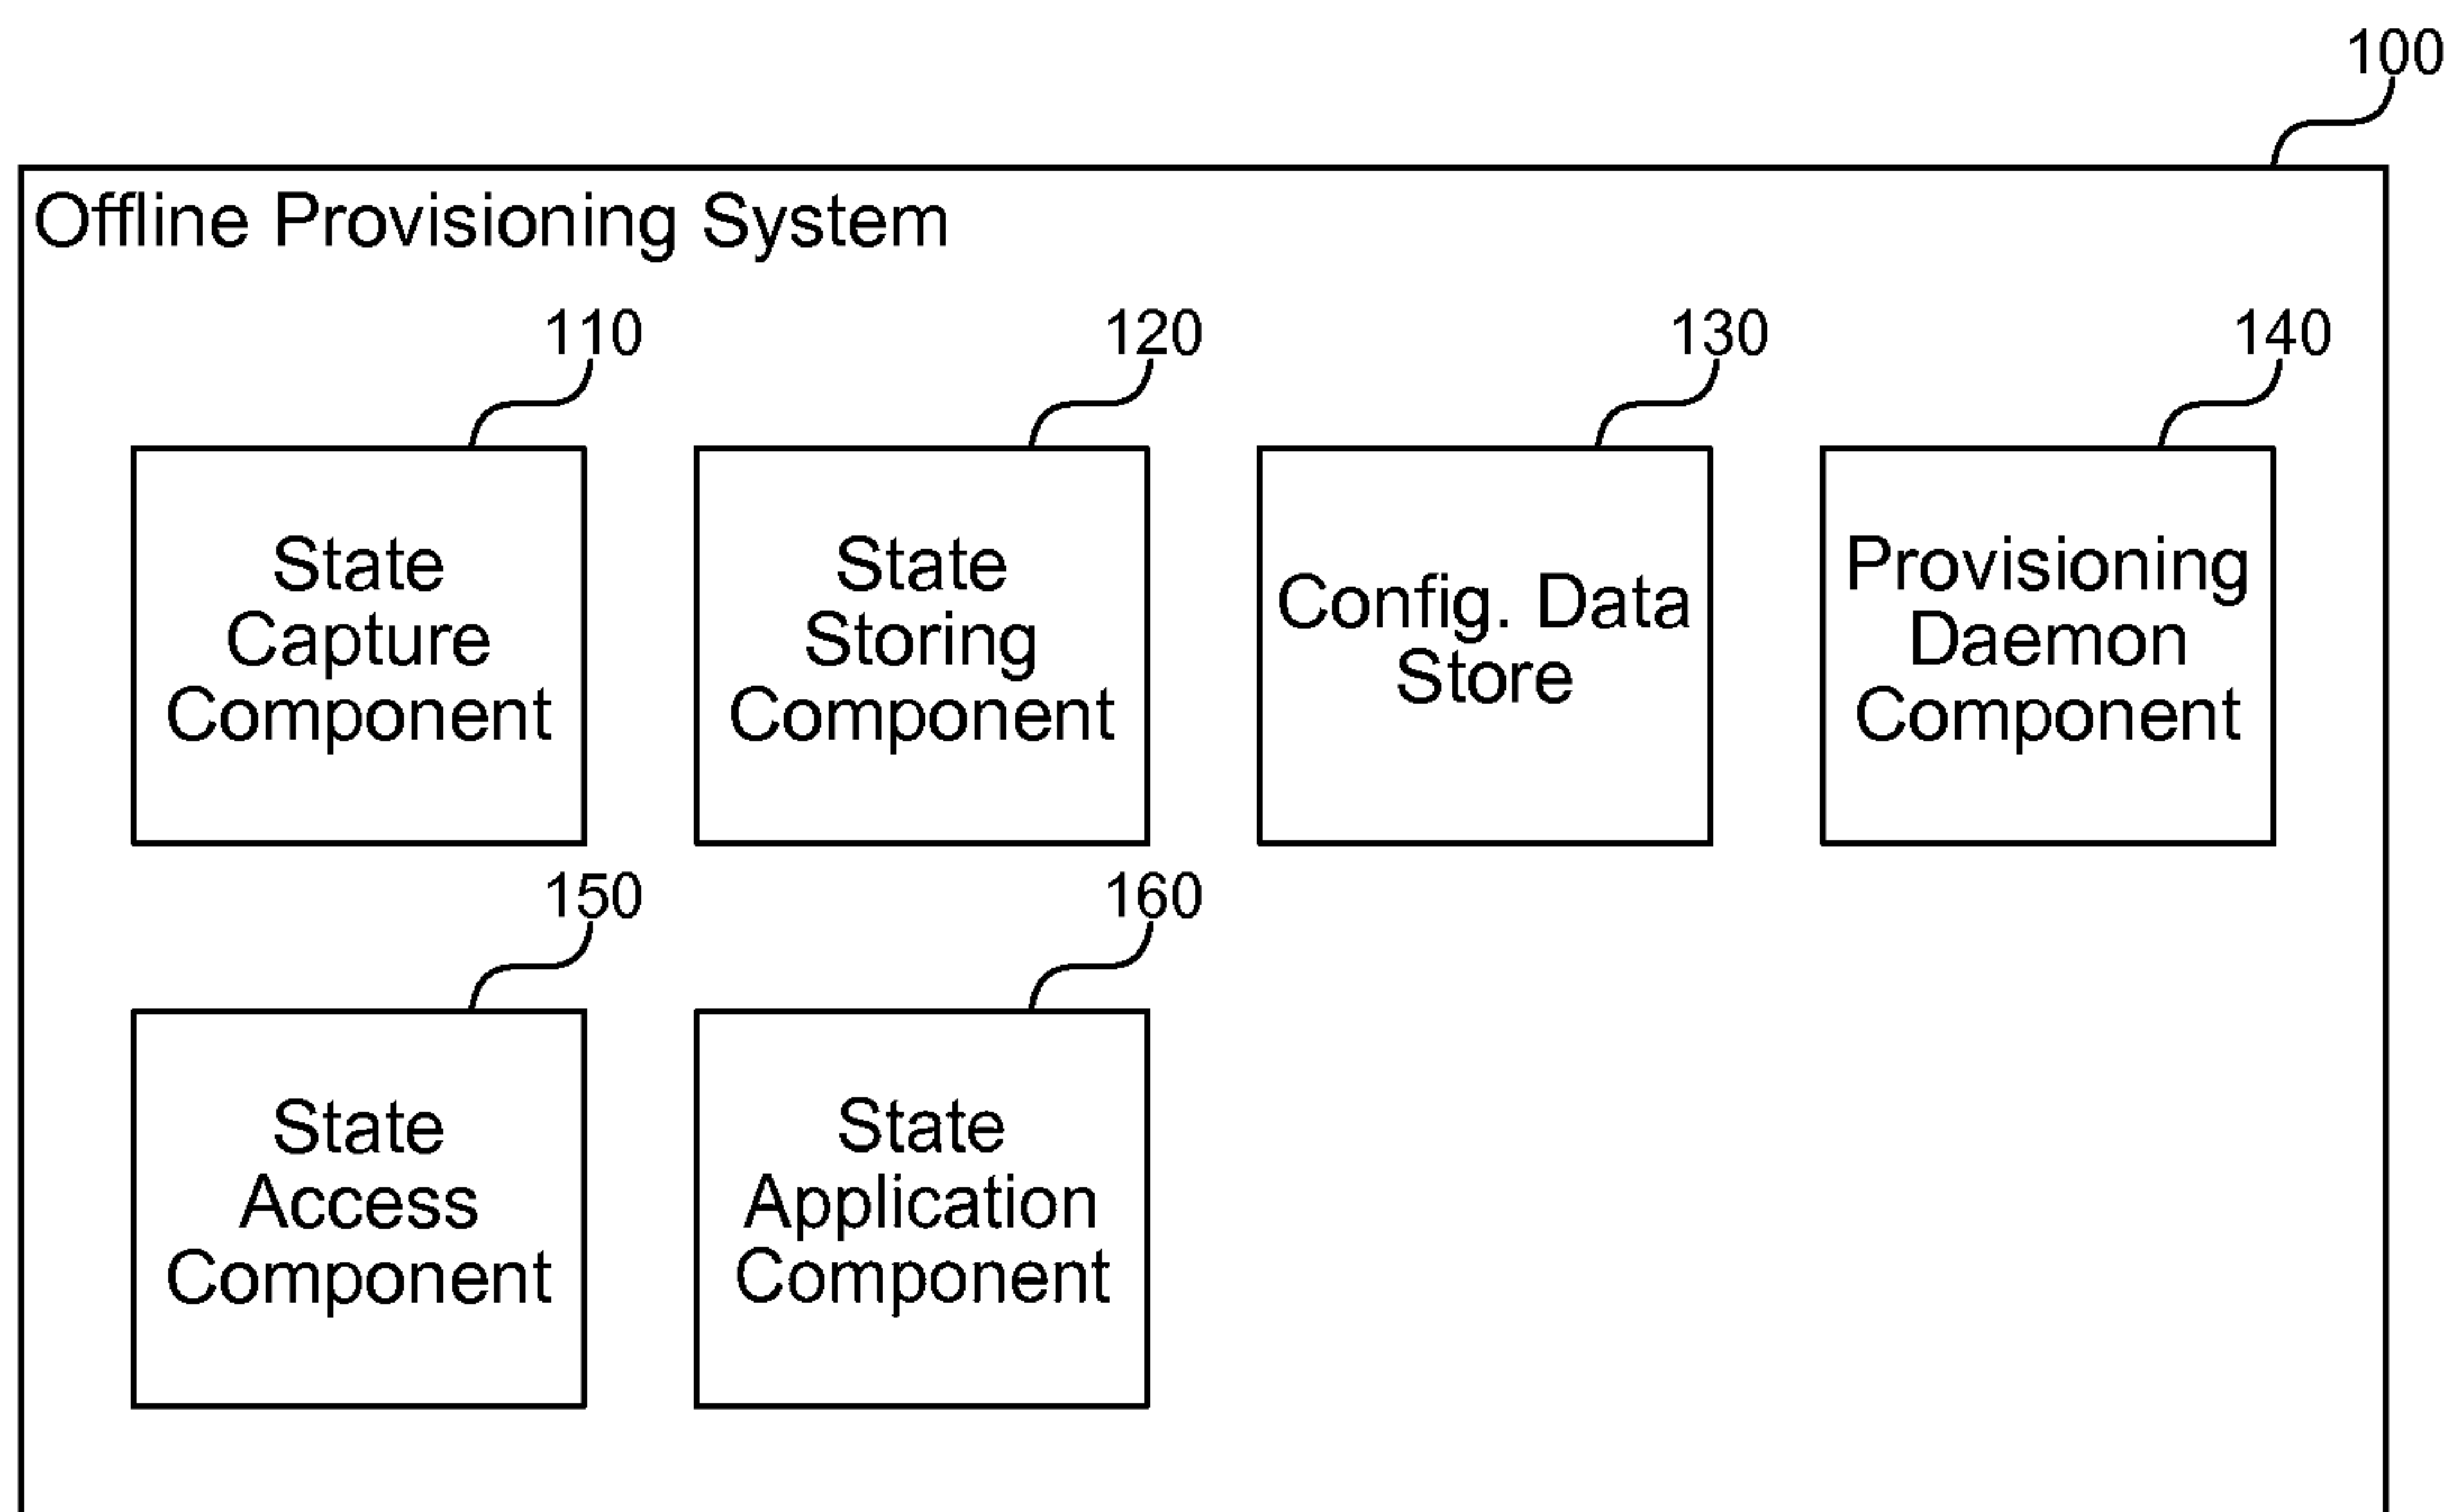 100
Offline Provisioning System
110
120
130
140
State
Capture
Component
State
Storing
Component
Config. Data
Store
Provisioning
Daemon
Component
150
160
State
Access
Component
State
Application
Component